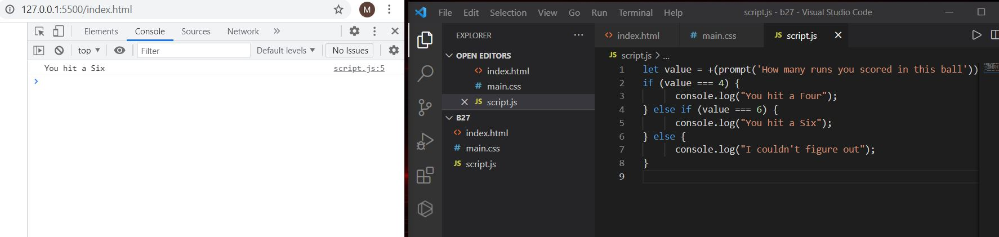 127.0.0.1:5500/index.html
M
Elements Console Sources Network »
top Filter Default levels No Issues
You hit a Six script.js:5
File Edit Selection View Go Run Terminal Help script.js - b27 - Visual Studio Code
EXPLORER
OPEN EDITORS
index.html
# main.css
JS script.js
B27
index.html
# main.css
JS script.js
index.html # main.css JS script.js
JS script.js > ...
1 let value = +(prompt('How many runs you scored in this ball'))
2 if (value === 4) {
3 console.log("You hit a Four");
4 } else if (value === 6) {
5 console.log("You hit a Six");
6 } else {
7 console.log("I couldn't figure out");
8 }
9